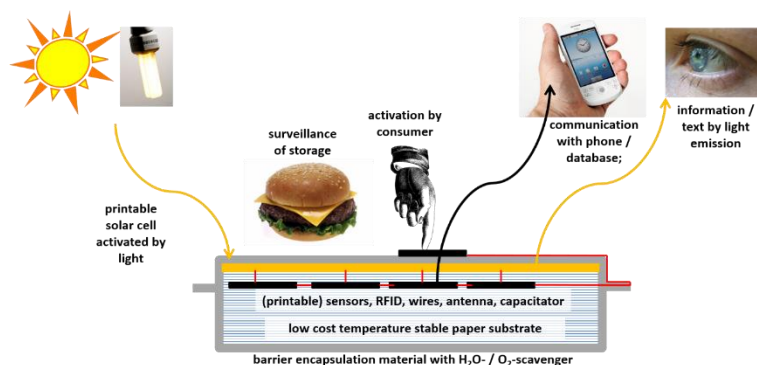 surveillance
of storage
activation by
consumer
communication
with phone /
database;
information /
text by light
emission
printable
solar cell
activated by
light
(printable) sensors, RFID, wires, antenna, capacitator
low cost temperature stable paper substrate
barrier encapsulation material with H₂O- / O₂-scavenger